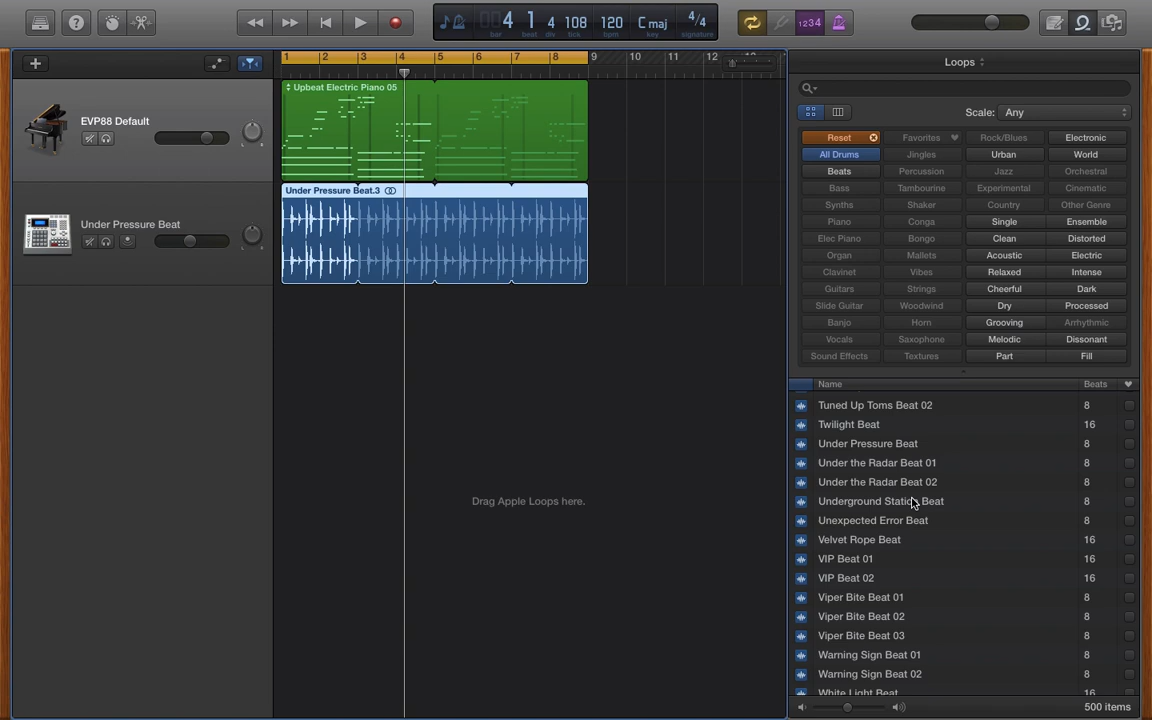 ? 1234
00 4 1 4 108 120 C maj 4/4
bar beat div tick bpm key signature
1 2 3 4 5 6 7 8 9 10 11 12
EVP88 Default
Upbeat Electric Piano 05
Under Pressure Beat
Under Pressure Beat.3
Drag Apple Loops here.
Loops
Scale: Any
Reset Favorites Rock/Blues Electronic
All Drums Jingles Urban World
Beats Percussion Jazz Orchestral
Bass Tambourine Experimental Cinematic
Synths Shaker Country Other Genre
Piano Conga Single Ensemble
Elec Piano Bongo Clean Distorted
Organ Mallets Acoustic Electric
Clavinet Vibes Relaxed Intense
Guitars Strings Cheerful Dark
Slide Guitar Woodwind Dry Processed
Banjo Horn Grooving Arrhythmic
Vocals Saxophone Melodic Dissonant
Sound Effects Textures Part Fill
Name Beats
Tuned Up Toms Beat 02 8
Twilight Beat 16
Under Pressure Beat 8
Under the Radar Beat 01 8
Under the Radar Beat 02 8
Underground Station Beat 8
Unexpected Error Beat 8
Velvet Rope Beat 16
VIP Beat 01 16
VIP Beat 02 16
Viper Bite Beat 01 8
Viper Bite Beat 02 8
Viper Bite Beat 03 8
Warning Sign Beat 01 8
Warning Sign Beat 02 8
White Light Beat 16
500 items